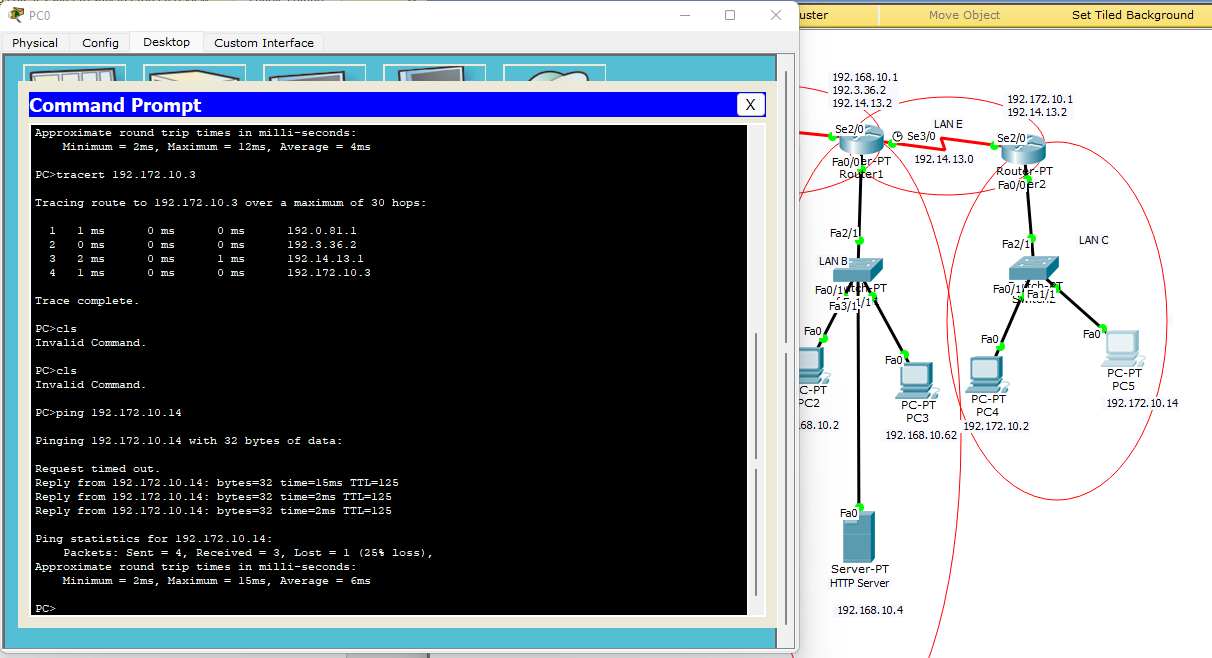 PC0
Physical Config Desktop Custom Interface
Command Prompt
X
Approximate round trip times in milli-seconds:
Minimum = 2ms, Maximum = 12ms, Average = 4ms
PC>tracert 192.172.10.3
Tracing route to 192.172.10.3 over a maximum of 30 hops:
1 1 ms 0 ms 0 ms 192.0.81.1
2 0 ms 0 ms 0 ms 192.3.36.2
3 2 ms 0 ms 1 ms 192.14.13.1
4 1 ms 0 ms 0 ms 192.172.10.3
Trace complete.
PC>cls
Invalid Command.
PC>cls
Invalid Command.
PC>ping 192.172.10.14
Pinging 192.172.10.14 with 32 bytes of data:
Request timed out.
Reply from 192.172.10.14: bytes=32 time=15ms TTL=125
Reply from 192.172.10.14: bytes=32 time=2ms TTL=125
Reply from 192.172.10.14: bytes=32 time=2ms TTL=125
Ping statistics for 192.172.10.14:
Packets: Sent = 4, Received = 3, Lost = 1 (25% loss),
Approximate round trip times in milli-seconds:
Minimum = 2ms, Maximum = 15ms, Average = 6ms
PC>
Move Object Set Tiled Background
192.168.10.1
192.3.36.2
192.14.13.2
192.172.10.1
14.13.2
LAN E
Se2/0
Se3/0
Se2/0
192.14.13.0
Fa0/0
Router1
Router-PT
Fa0/0
Fa2/1
LAN B
Fa0/1
Fa3/1
Fa2/1
LAN C
Fa0/1
Fa1/1
Fa0
PC2
Fa0
PC-PT
PC3
192.168.10.62
Fa0
PC-PT
PC4
192.172.10.2
Fa0
PC-PT
PC5
192.172.10.14
Fa0
Server-PT
HTTP Server
192.168.10.4